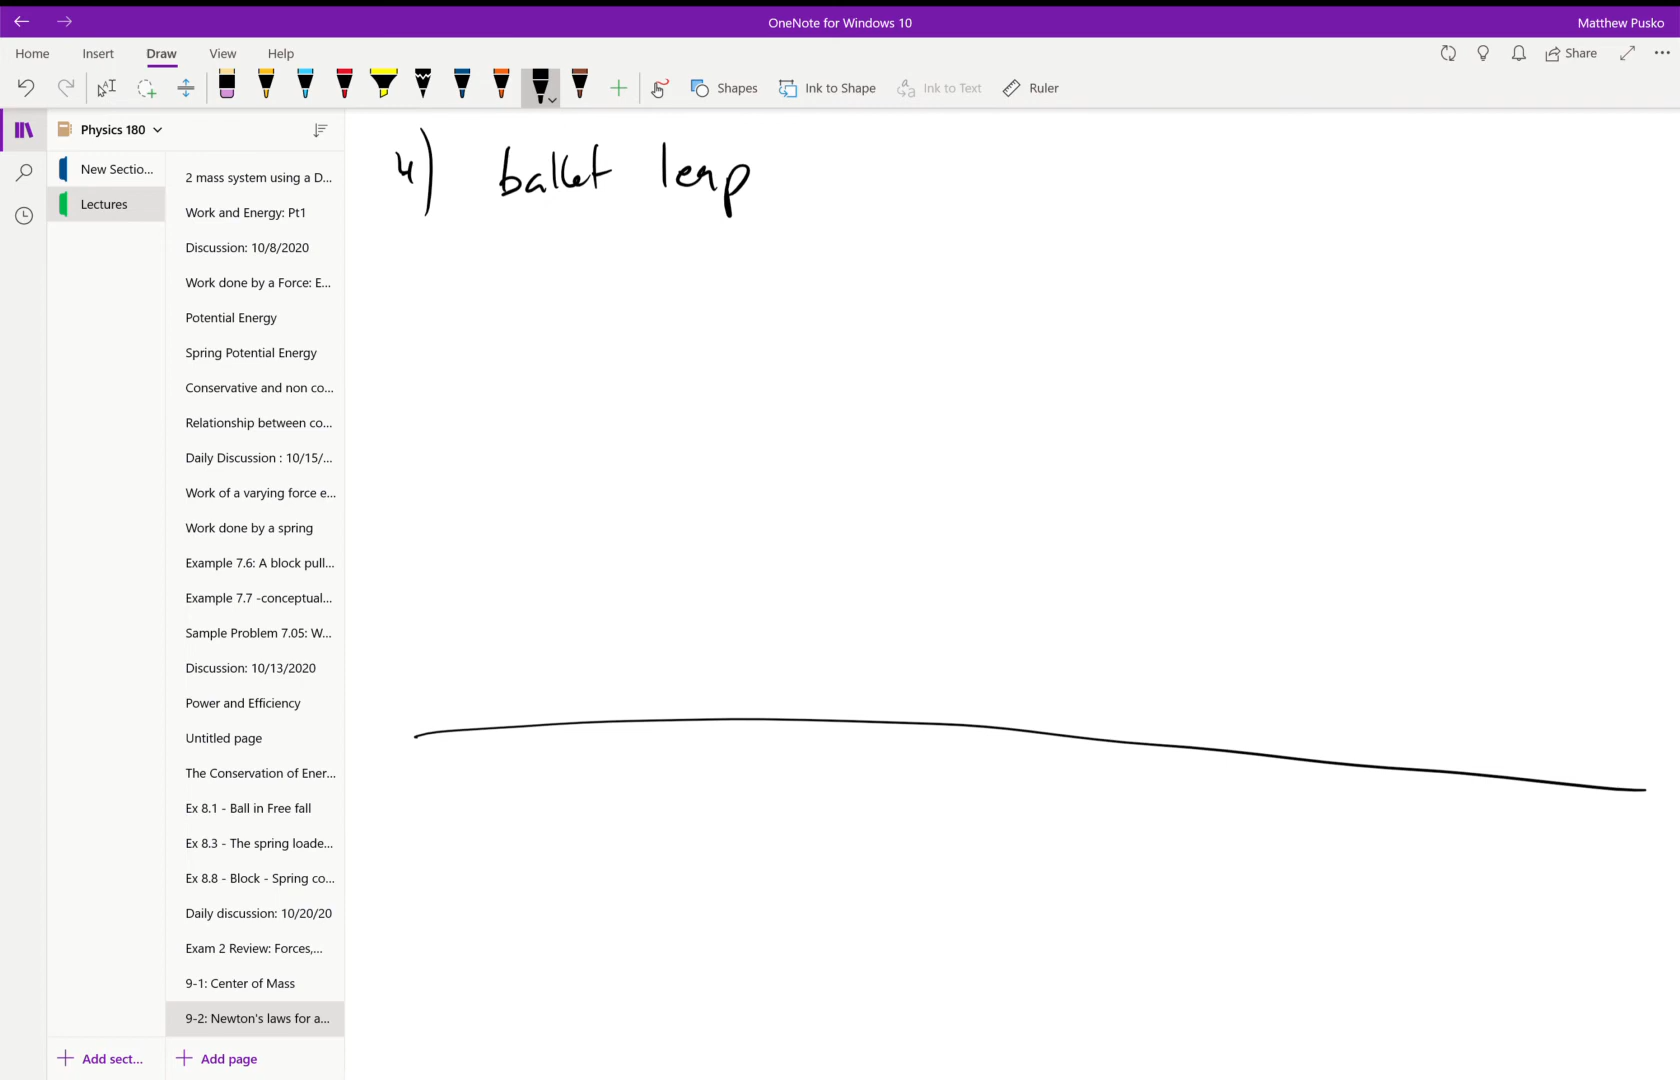 OneNote for Windows 10
Matthew Pusko
Home Insert Draw View Help
Share
Shapes Ink to Shape Ink to Text Ruler
Physics 180
New Sectio...
Lectures
2 mass system using a D...
Work and Energy: Pt1
Discussion: 10/8/2020
Work done by a Force: E...
Potential Energy
Spring Potential Energy
Conservative and non co...
Relationship between co...
Daily Discussion : 10/15/...
Work of a varying force e...
Work done by a spring
Example 7.6: A block pull...
Example 7.7 -conceptual...
Sample Problem 7.05: W...
Discussion: 10/13/2020
Power and Efficiency
Untitled page
The Conservation of Ener...
Ex 8.1 - Ball in Free fall
Ex 8.3 - The spring loade...
Ex 8.8 - Block - Spring co...
Daily discussion: 10/20/20
Exam 2 Review: Forces,...
9-1: Center of Mass
9-2: Newton's laws for a...
Add sect...
Add page
4) ballet leap